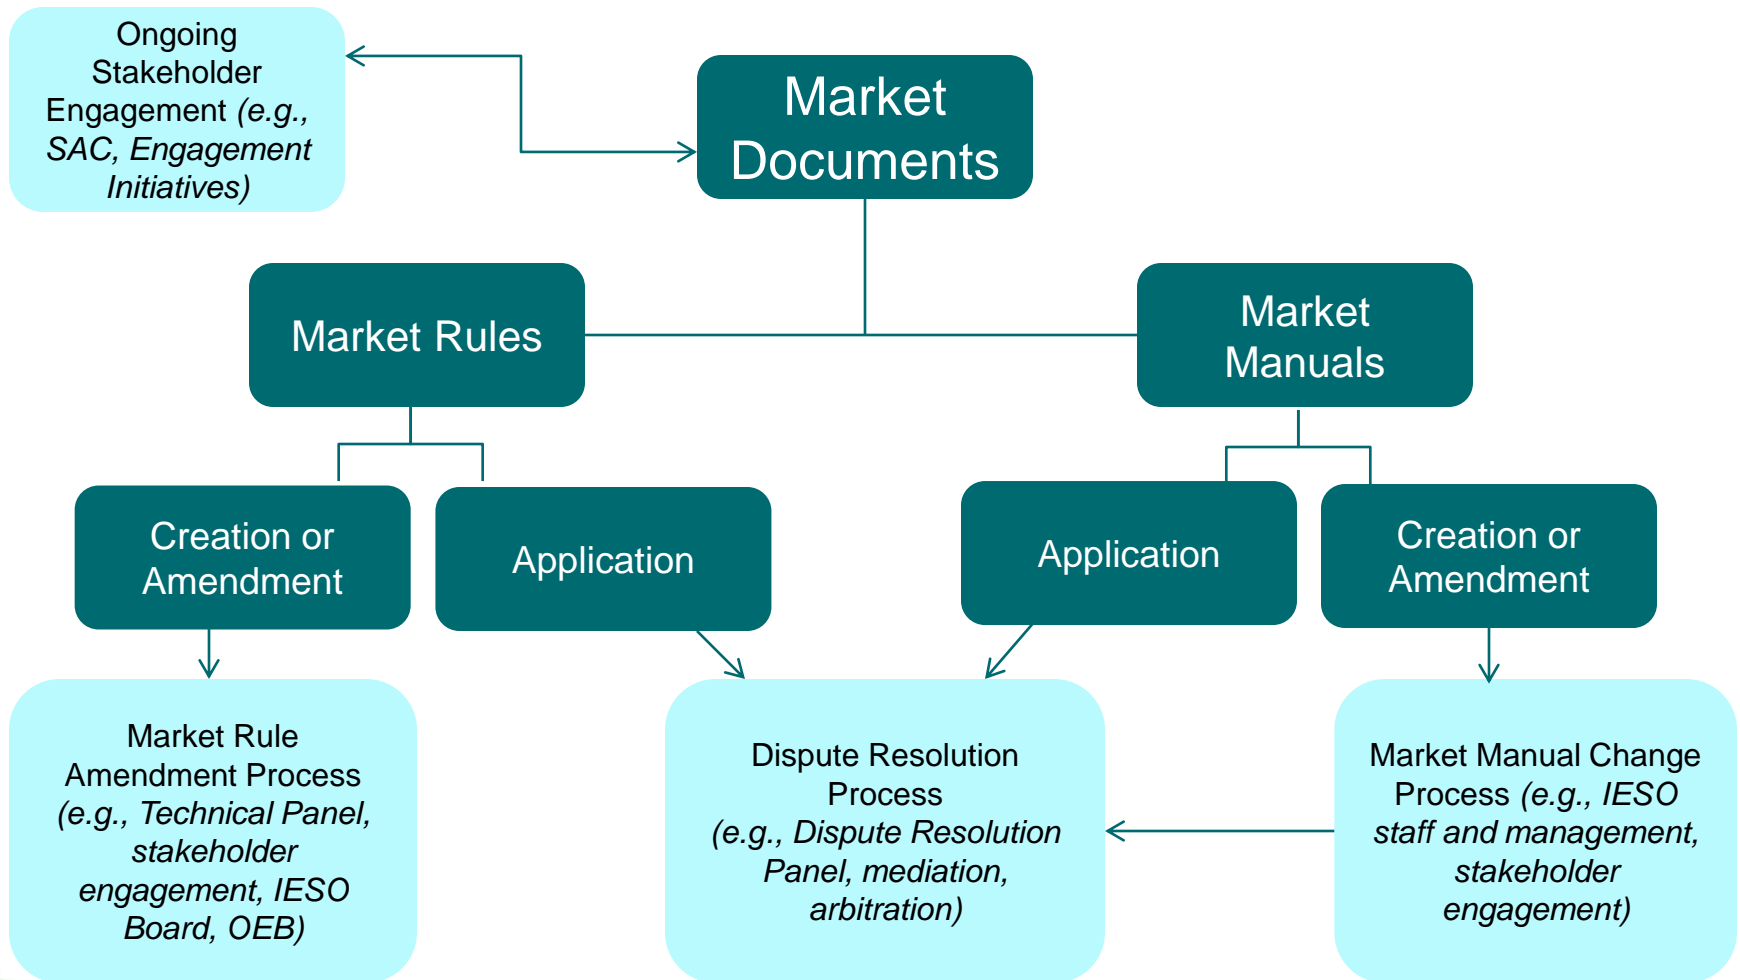 Ongoing
Stakeholder
Engagement (e.g.,
SAC, Engagement
Initiatives)
Market
Documents
Market Rules
Market
Manuals
Creation or
Amendment
Application
Application
Creation or
Amendment
Market Rule
Amendment Process
(e.g., Technical Panel,
stakeholder
engagement, IESO
Board, OEB)
Dispute Resolution
Process
(e.g., Dispute Resolution
Panel, mediation,
arbitration)
Market Manual Change
Process (e.g., IESO
staff and management,
stakeholder
engagement)